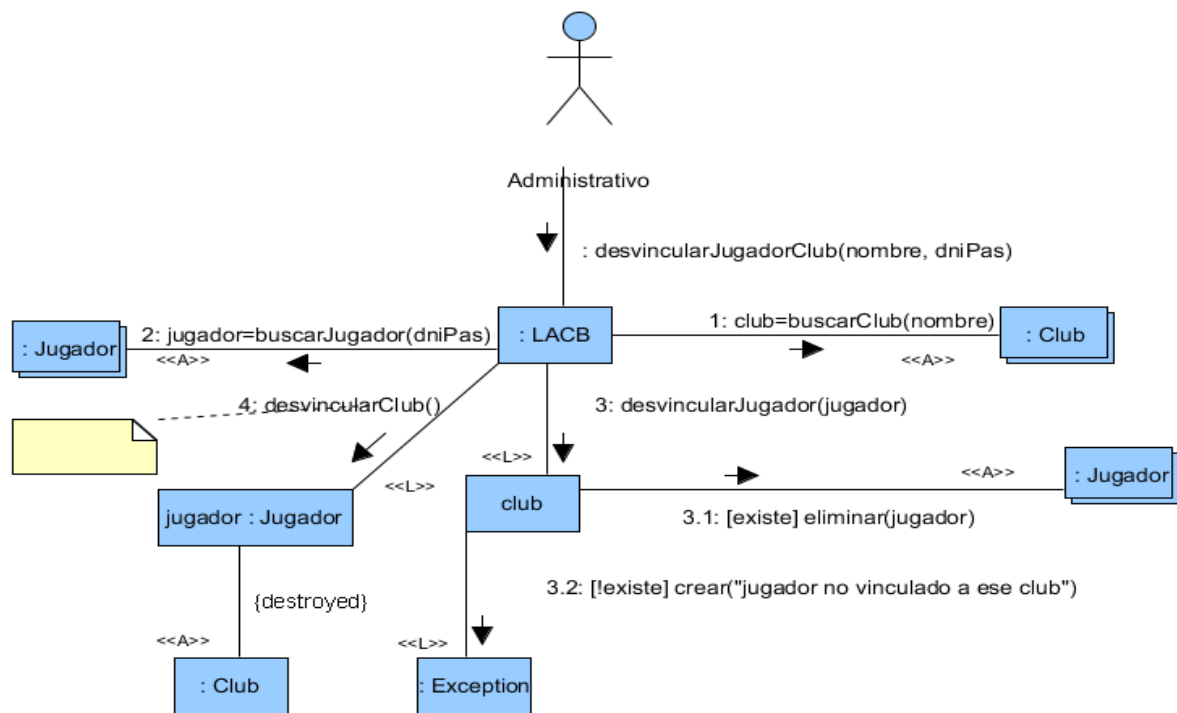 Administrativo
: desvincularJugadorClub(nombre, dniPas)
: Jugador
2: jugador=buscarJugador(dniPas)
<<A>>
: LACB
1: club=buscarClub(nombre)
<<A>>
: Club
4: desvincularClub()
3: desvincularJugador(jugador)
<<L>>
<<L>>
<<A>>
: Jugador
jugador : Jugador
club
3.1: [existe] eliminar(jugador)
3.2: [!existe] crear("jugador no vinculado a ese club")
{destroyed}
<<A>>
<<L>>
: Club
: Exception